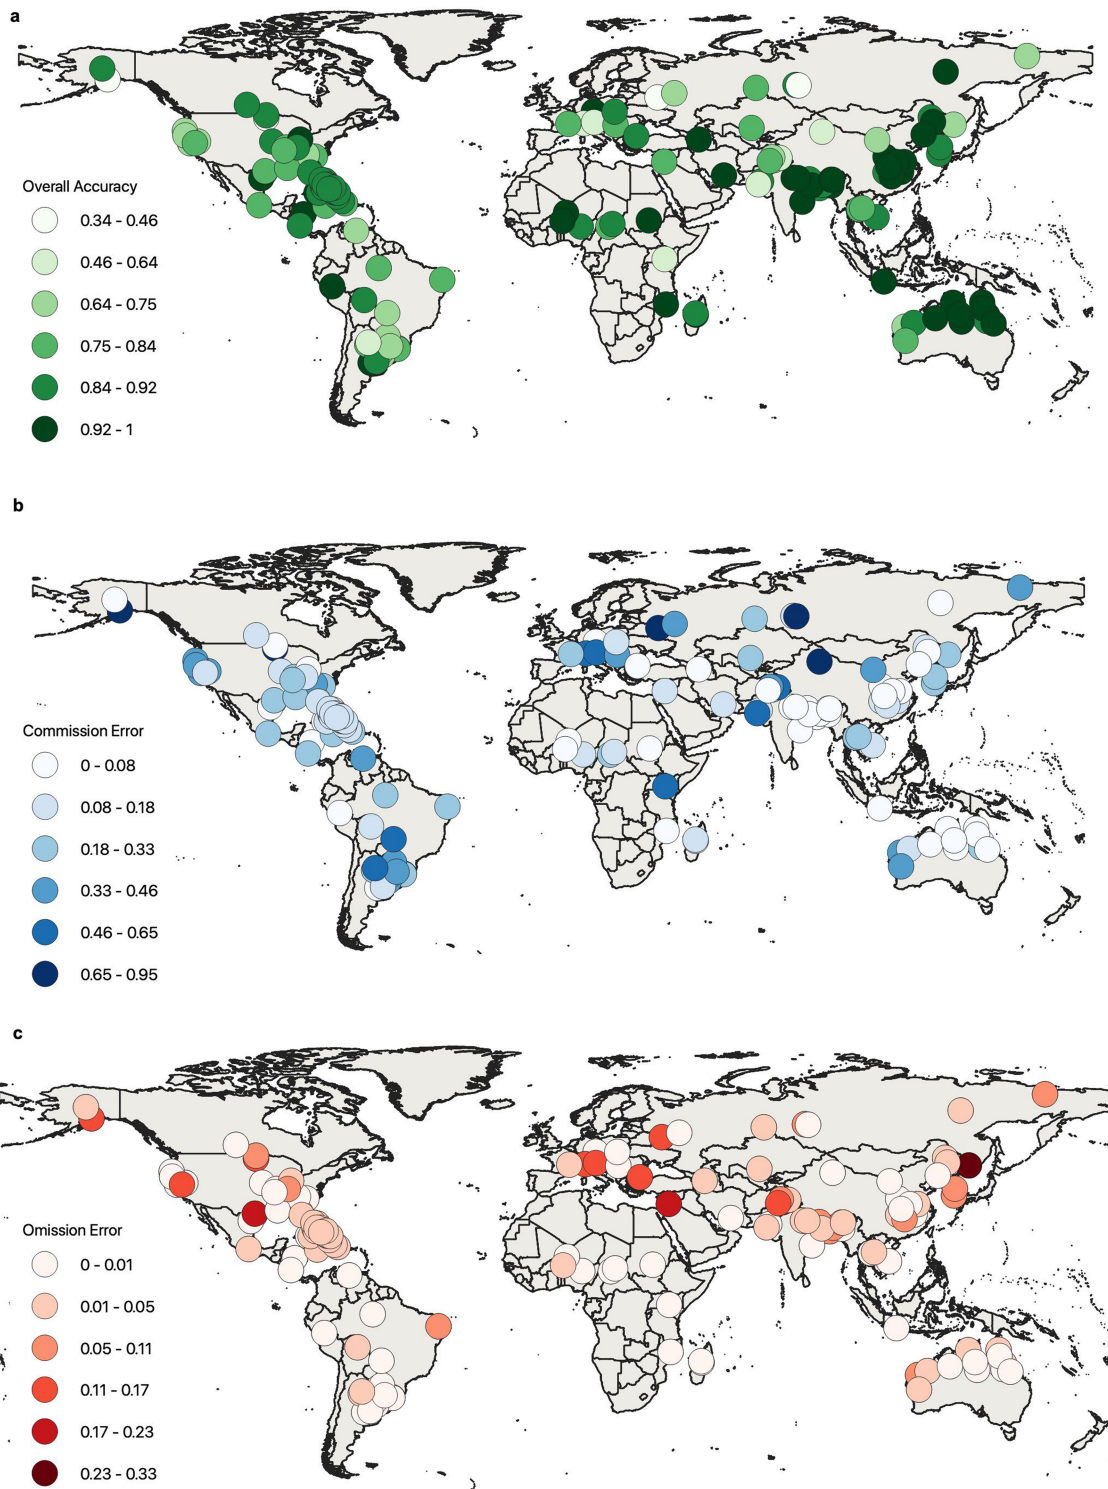 a
Overall Accuracy
0.34 - 0.46
0.46 - 0.64
0.64 - 0.75
0.75 - 0.84
0.84 - 0.92
0.92 - 1
b
Commission Error
0 - 0.08
0.08 - 0.18
0.18 - 0.33
0.33 - 0.46
0.46 - 0.65
0.65 - 0.95
c
Omission Error
0 - 0.01
0.01 - 0.05
0.05 - 0.11
0.11 - 0.17
0.17 - 0.23
0.23 - 0.33